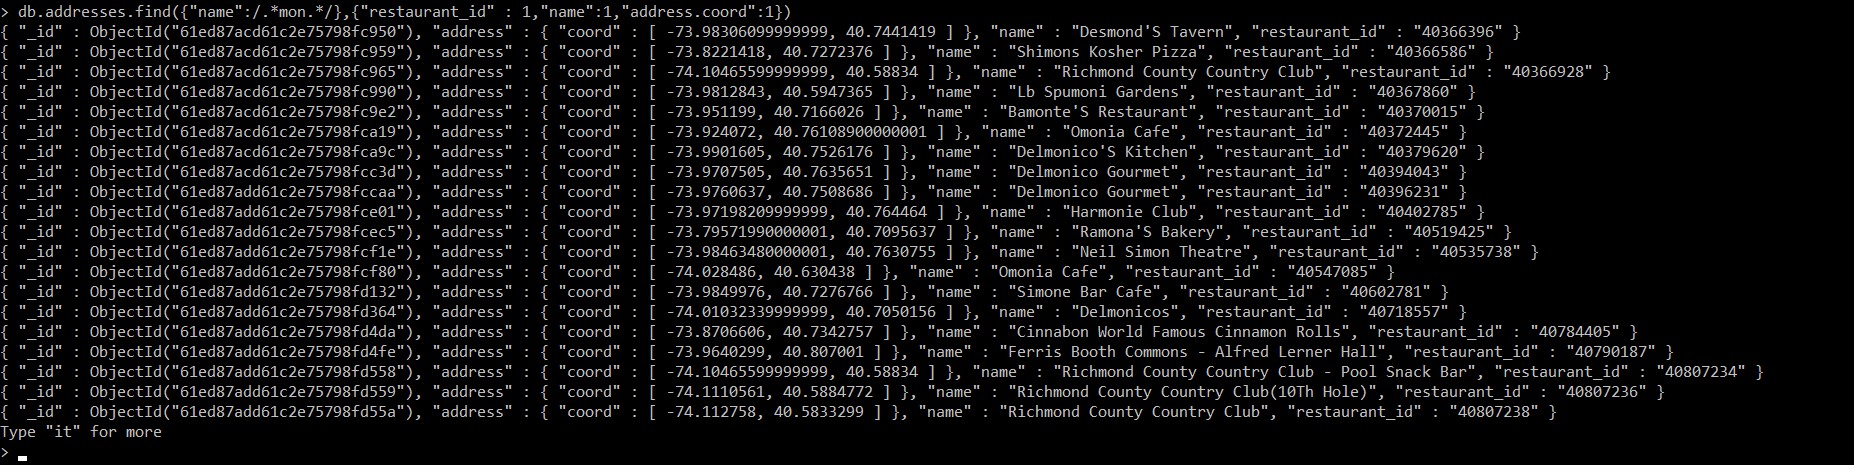 > db.addresses.find({"name":/.*mon.*/},{"restaurant_id" : 1,"name":1,"address.coord":1})
{ "_id" : ObjectId("61ed87acd61c2e75798fc950"), "address" : { "coord" : [ -73.98306099999999, 40.7441419 ] }, "name" : "Desmond'S Tavern", "restaurant_id" : "40366396" }
{ "_id" : ObjectId("61ed87acd61c2e75798fc959"), "address" : { "coord" : [ -73.8221418, 40.7272376 ] }, "name" : "Shimons Kosher Pizza", "restaurant_id" : "40366586" }
{ "_id" : ObjectId("61ed87acd61c2e75798fc965"), "address" : { "coord" : [ -74.10465599999999, 40.58834 ] }, "name" : "Richmond County Country Club", "restaurant_id" : "40366928" }
{ "_id" : ObjectId("61ed87acd61c2e75798fc990"), "address" : { "coord" : [ -73.9812843, 40.5947365 ] }, "name" : "Lb Spumoni Gardens", "restaurant_id" : "40367860" }
{ "_id" : ObjectId("61ed87acd61c2e75798fc9e2"), "address" : { "coord" : [ -73.951199, 40.7166026 ] }, "name" : "Bamonte'S Restaurant", "restaurant_id" : "40370015" }
{ "_id" : ObjectId("61ed87acd61c2e75798fca19"), "address" : { "coord" : [ -73.924072, 40.76108900000001 ] }, "name" : "Omonia Cafe", "restaurant_id" : "40372445" }
{ "_id" : ObjectId("61ed87acd61c2e75798fca9c"), "address" : { "coord" : [ -73.9901605, 40.7526176 ] }, "name" : "Delmonico'S Kitchen", "restaurant_id" : "40379620" }
{ "_id" : ObjectId("61ed87acd61c2e75798fcc3d"), "address" : { "coord" : [ -73.9707505, 40.7635651 ] }, "name" : "Delmonico Gourmet", "restaurant_id" : "40394043" }
{ "_id" : ObjectId("61ed87add61c2e75798fccaa"), "address" : { "coord" : [ -73.9760637, 40.7508686 ] }, "name" : "Delmonico Gourmet", "restaurant_id" : "40396231" }
{ "_id" : ObjectId("61ed87add61c2e75798fce01"), "address" : { "coord" : [ -73.97198209999999, 40.764464 ] }, "name" : "Harmonie Club", "restaurant_id" : "40402785" }
{ "_id" : ObjectId("61ed87add61c2e75798fcec5"), "address" : { "coord" : [ -73.79571990000001, 40.7095637 ] }, "name" : "Ramona'S Bakery", "restaurant_id" : "40519425" }
{ "_id" : ObjectId("61ed87add61c2e75798fcf1e"), "address" : { "coord" : [ -73.98463480000001, 40.7630755 ] }, "name" : "Neil Simon Theatre", "restaurant_id" : "40535738" }
{ "_id" : ObjectId("61ed87add61c2e75798fcf80"), "address" : { "coord" : [ -74.028486, 40.630438 ] }, "name" : "Omonia Cafe", "restaurant_id" : "40547085" }
{ "_id" : ObjectId("61ed87add61c2e75798fd132"), "address" : { "coord" : [ -73.9849976, 40.7276766 ] }, "name" : "Simone Bar Cafe", "restaurant_id" : "40602781" }
{ "_id" : ObjectId("61ed87add61c2e75798fd364"), "address" : { "coord" : [ -74.01032339999999, 40.7050156 ] }, "name" : "Delmonicos", "restaurant_id" : "40718557" }
{ "_id" : ObjectId("61ed87add61c2e75798fd4da"), "address" : { "coord" : [ -73.8706606, 40.7342757 ] }, "name" : "Cinnabon World Famous Cinnamon Rolls", "restaurant_id" : "40784405" }
{ "_id" : ObjectId("61ed87add61c2e75798fd4fe"), "address" : { "coord" : [ -73.9640299, 40.807001 ] }, "name" : "Ferris Booth Commons - Alfred Lerner Hall", "restaurant_id" : "40790187" }
{ "_id" : ObjectId("61ed87add61c2e75798fd558"), "address" : { "coord" : [ -74.10465599999999, 40.58834 ] }, "name" : "Richmond County Country Club - Pool Snack Bar", "restaurant_id" : "40807234" }
{ "_id" : ObjectId("61ed87add61c2e75798fd559"), "address" : { "coord" : [ -74.1110561, 40.5884772 ] }, "name" : "Richmond County Country Club(10Th Hole)", "restaurant_id" : "40807236" }
{ "_id" : ObjectId("61ed87add61c2e75798fd55a"), "address" : { "coord" : [ -74.112758, 40.5833299 ] }, "name" : "Richmond County Country Club", "restaurant_id" : "40807238" }
Type "it" for more
>